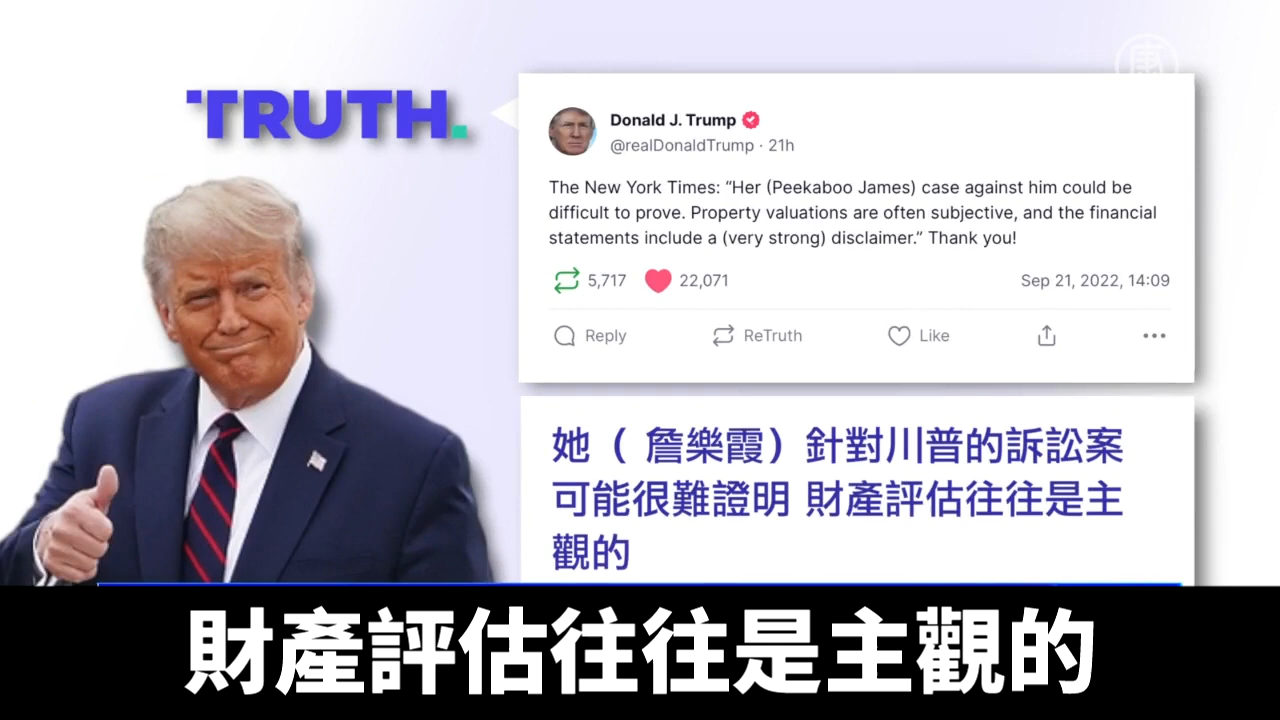 TRUTH.
Donald J. Trump
@realDonaldTrump · 21h
The New York Times: “Her (Peekaboo James) case against him could be
difficult to prove. Property valuations are often subjective, and the financial
statements include a (very strong) disclaimer.” Thank you!
5,717 22,071 Sep 21, 2022, 14:09
Reply ReTruth Like
她（ 詹樂霞）針對川普的訴訟案
可能很難證明 財產評估往往是主
觀的
財產評估往往是主觀的